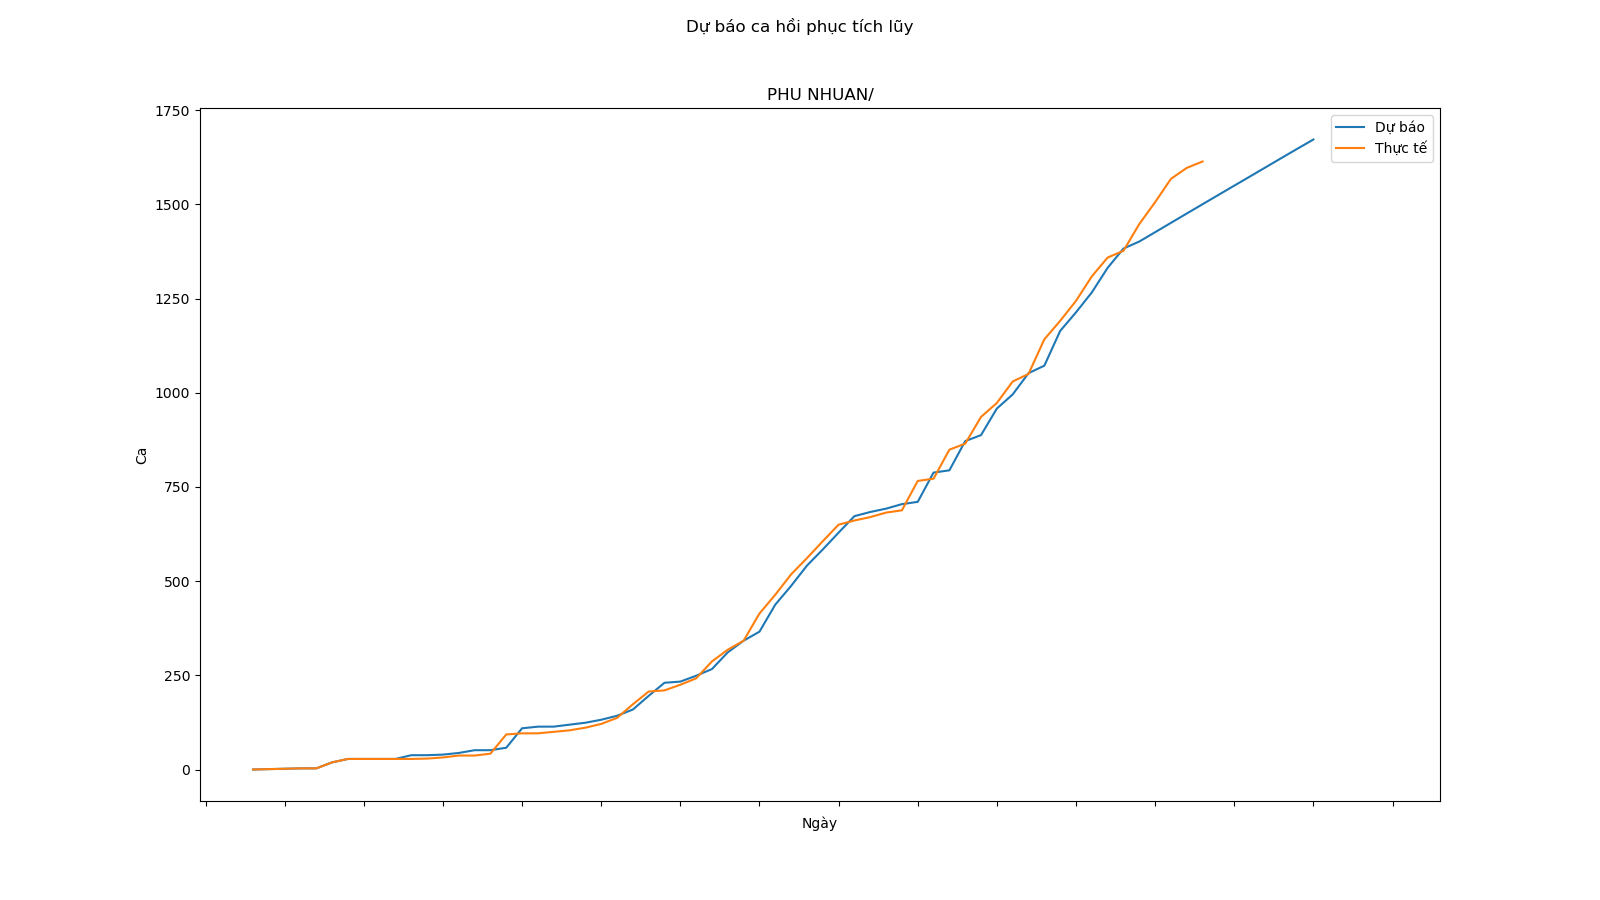 Dự báo ca hồi phục tích lũy
PHU NHUAN/
1750
1500
1250
1000
750
500
250
0
Ca
Ngày
Dự báo
Thực tế